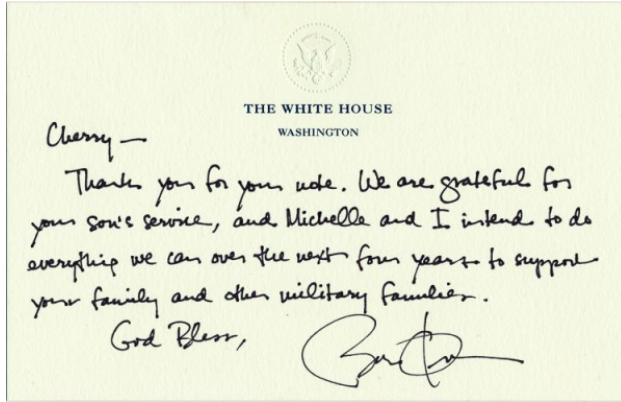 THE WHITE HOUSE
WASHINGTON
Cherry—
Thank you for your note. We are grateful for
your son's service, and Michelle and I intend to do
everything we can over the next four years to support
your family and other military families.
God Bless,